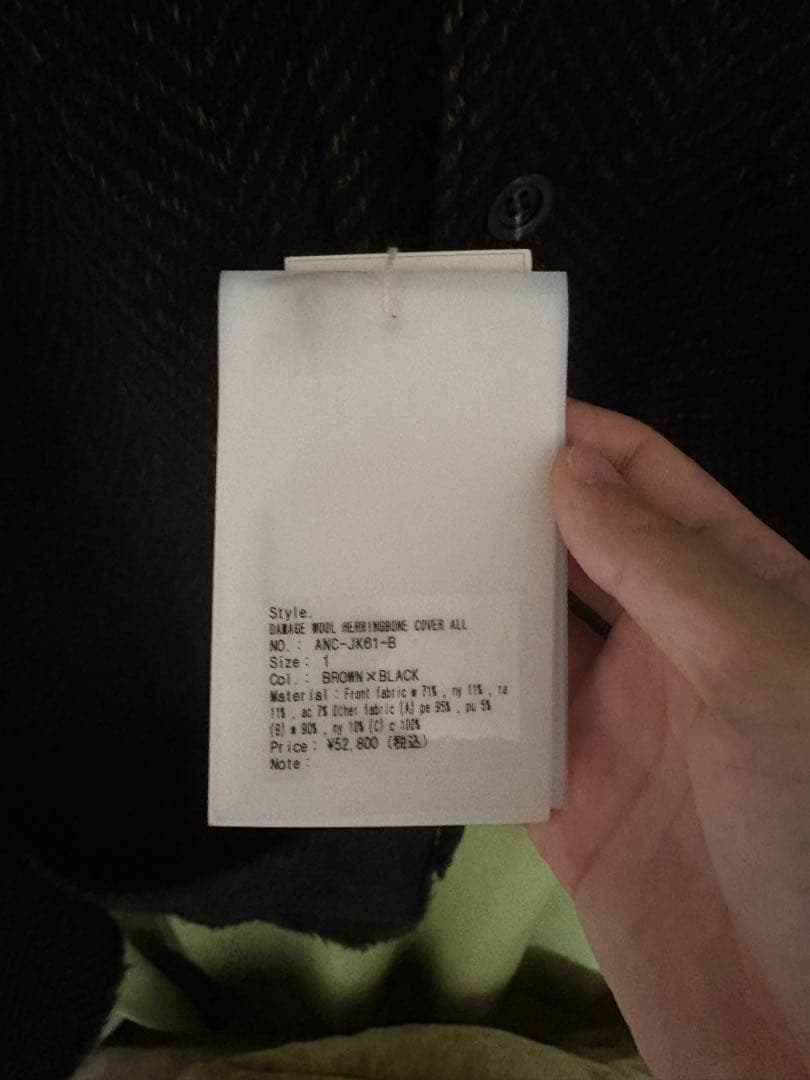 Style.
DAMAGE WOOL HERRINGBONE COVER ALL
NO.: ANC-JK61-B
Size: 1
Col.: BROWN×BLACK
Material : Front fabric w 71% , ny 11% , ra
11% , ac 7% Other fabric (A) pe 95% , pu 5%
(B) w 90% , ny 10% (C) c 100%
Price: ¥52,800 (税込)
Note: